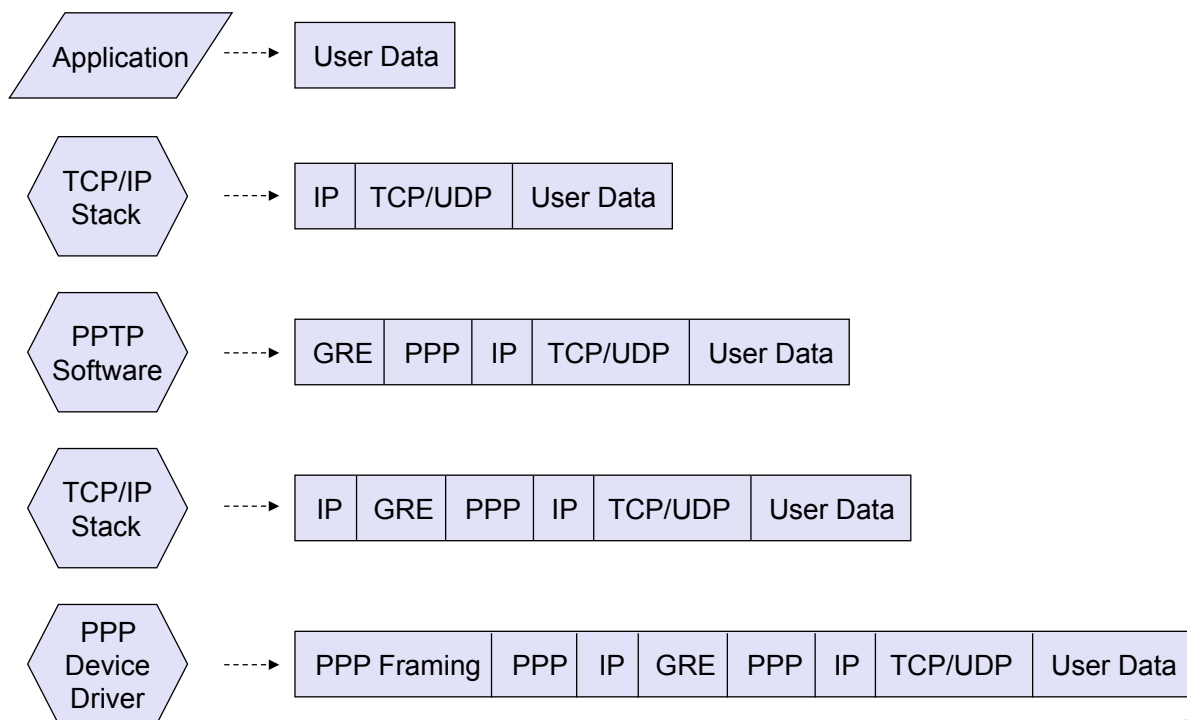 Application
User Data
TCP/IP
Stack
IP TCP/UDP User Data
PPTP
Software
GRE PPP IP TCP/UDP User Data
TCP/IP
Stack
IP GRE PPP IP TCP/UDP User Data
PPP
Device
Driver
PPP Framing PPP IP GRE PPP IP TCP/UDP User Data